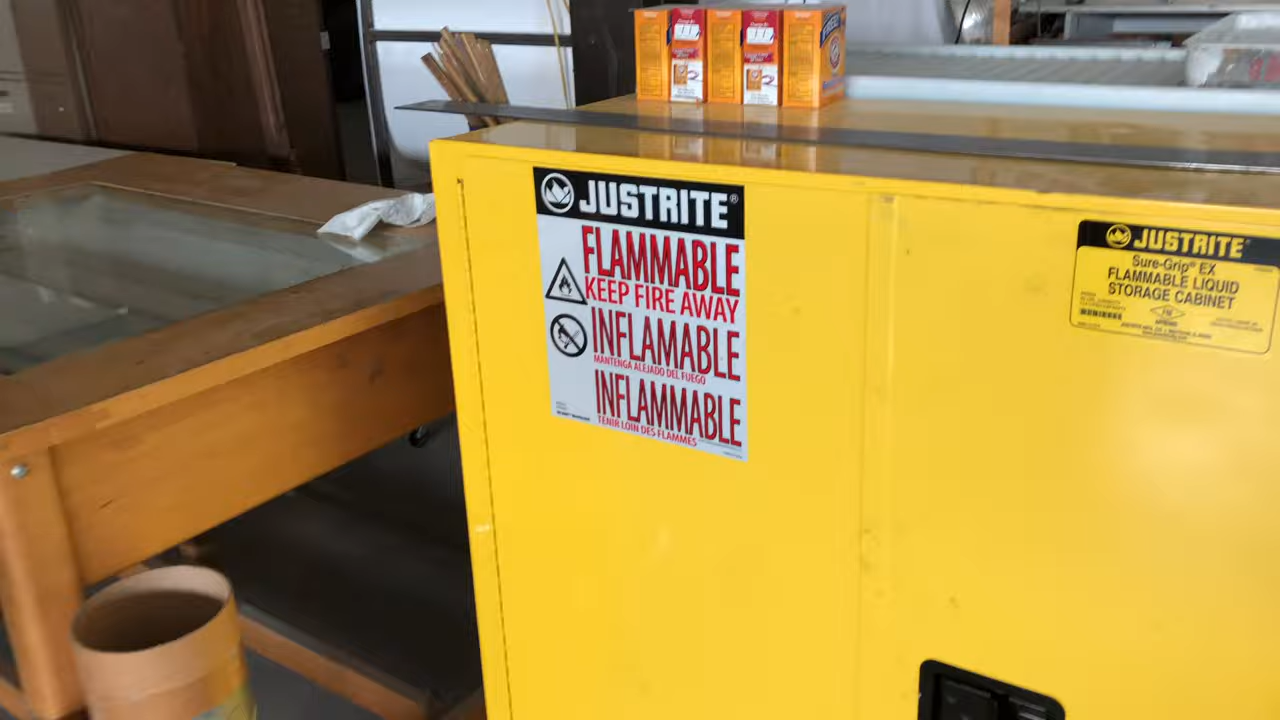 JUSTRITE®
FLAMMABLE
KEEP FIRE AWAY
INFLAMABLE
MANTENGA ALEJADO DEL FUEGO
INFLAMMABLE
TENIR LOIN DES FLAMMES
JUSTRITE®
Sure-Grip® EX
FLAMMABLE LIQUID
STORAGE CABINET